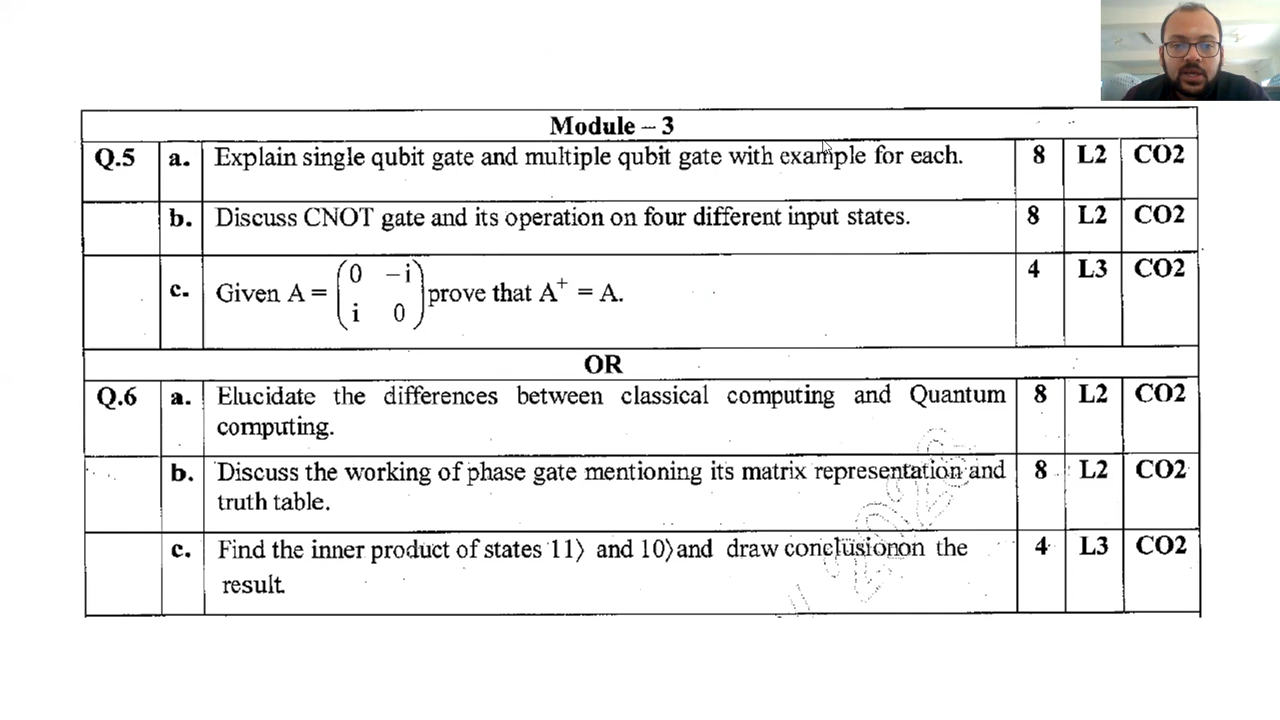 Module – 3
Q.5 a. Explain single qubit gate and multiple qubit gate with example for each. 8 L2 CO2
b. Discuss CNOT gate and its operation on four different input states. 8 L2 CO2
c. Given A = (0 −i
i 0) prove that A⁺ = A. 4 L3 CO2
OR
Q.6 a. Elucidate the differences between classical computing and Quantum 8 L2 CO2
computing.
b. Discuss the working of phase gate mentioning its matrix representation and 8 L2 CO2
truth table.
c. Find the inner product of states 11⟩ and 10⟩and draw conclusionon the 4 L3 CO2
result